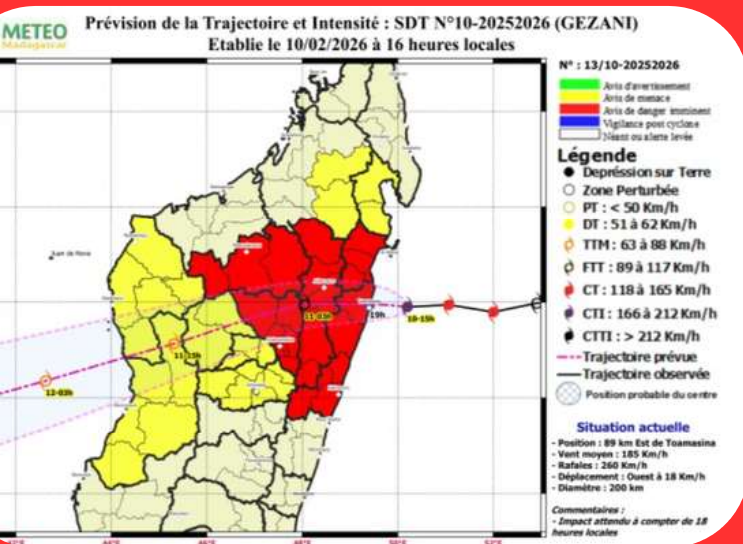 METEO
Madagascar
Prévision de la Trajectoire et Intensité : SDT N°10-20252026 (GEZANI)
Etablie le 10/02/2026 à 16 heures locales
N° : 13/10-20252026
Avis d'avertissement
Avis de menace
Avis de danger imminent
Vigilance post cyclone
Néant ou alerte levée
Légende
Depréssion sur Terre
Zone Perturbée
PT : < 50 Km/h
DT : 51 à 62 Km/h
TTM : 63 à 88 Km/h
FTT : 89 à 117 Km/h
CT : 118 à 165 Km/h
CTI : 166 à 212 Km/h
CTTI : > 212 Km/h
Trajectoire prévue
Trajectoire observée
Position probable du centre
Situation actuelle
- Position : 89 km Est de Toamasina
- Vent moyen : 185 Km/h
- Rafales : 260 Km/h
- Déplacement : Ouest à 18 Km/h
- Diamètre : 200 km
Commentaires :
- Impact attendu à compter de 18
heures locales
Juan de Nova
11-03h
19h
10-15h
11-15h
12-03h